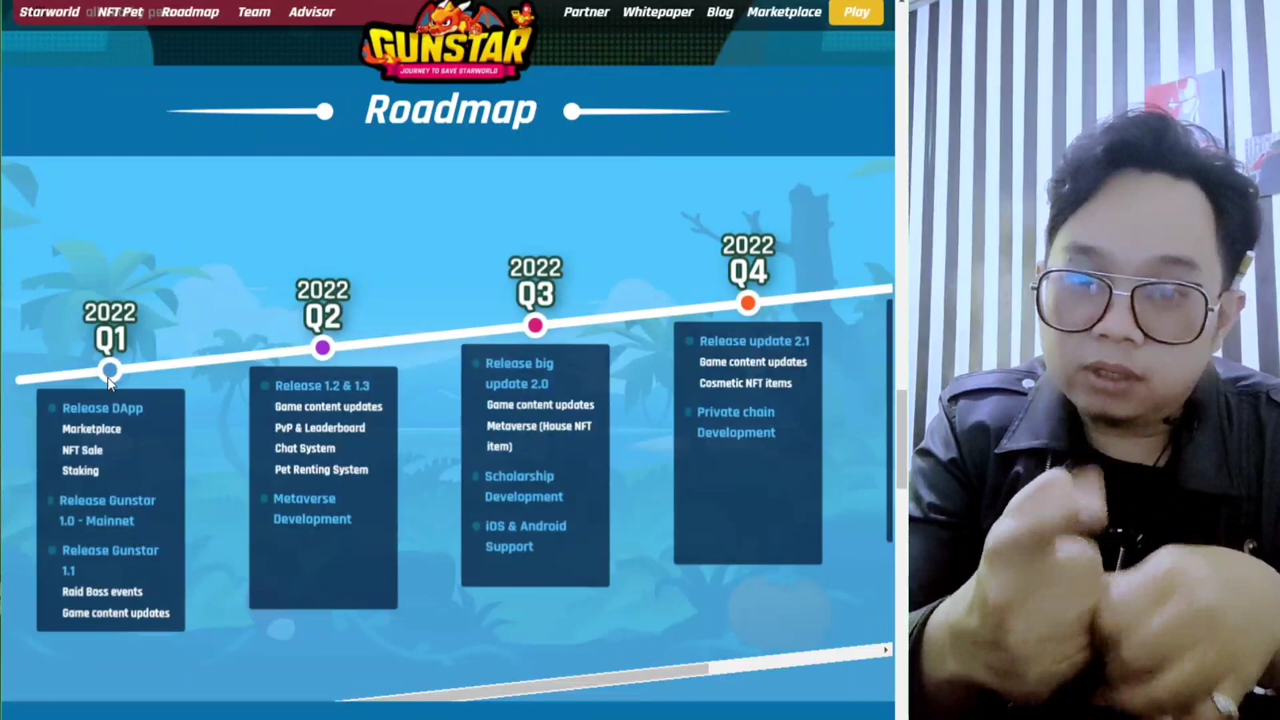 Starworld NFT Pet Roadmap Team Advisor
Partner Whitepaper Blog Marketplace Play
GUNSTAR
JOURNEY TO SAVE STARWORLD
Roadmap
2022
Q1
Release DApp
Marketplace
NFT Sale
Staking
Release Gunstar
1.0 - Mainnet
Release Gunstar
1.1
Raid Boss events
Game content updates
2022
Q2
Release 1.2 & 1.3
Game content updates
PvP & Leaderboard
Chat System
Pet Renting System
Metaverse
Development
2022
Q3
Release big
update 2.0
Game content updates
Metaverse (House NFT
item)
Scholarship
Development
iOS & Android
Support
2022
Q4
Release update 2.1
Game content updates
Cosmetic NFT items
Private chain
Development